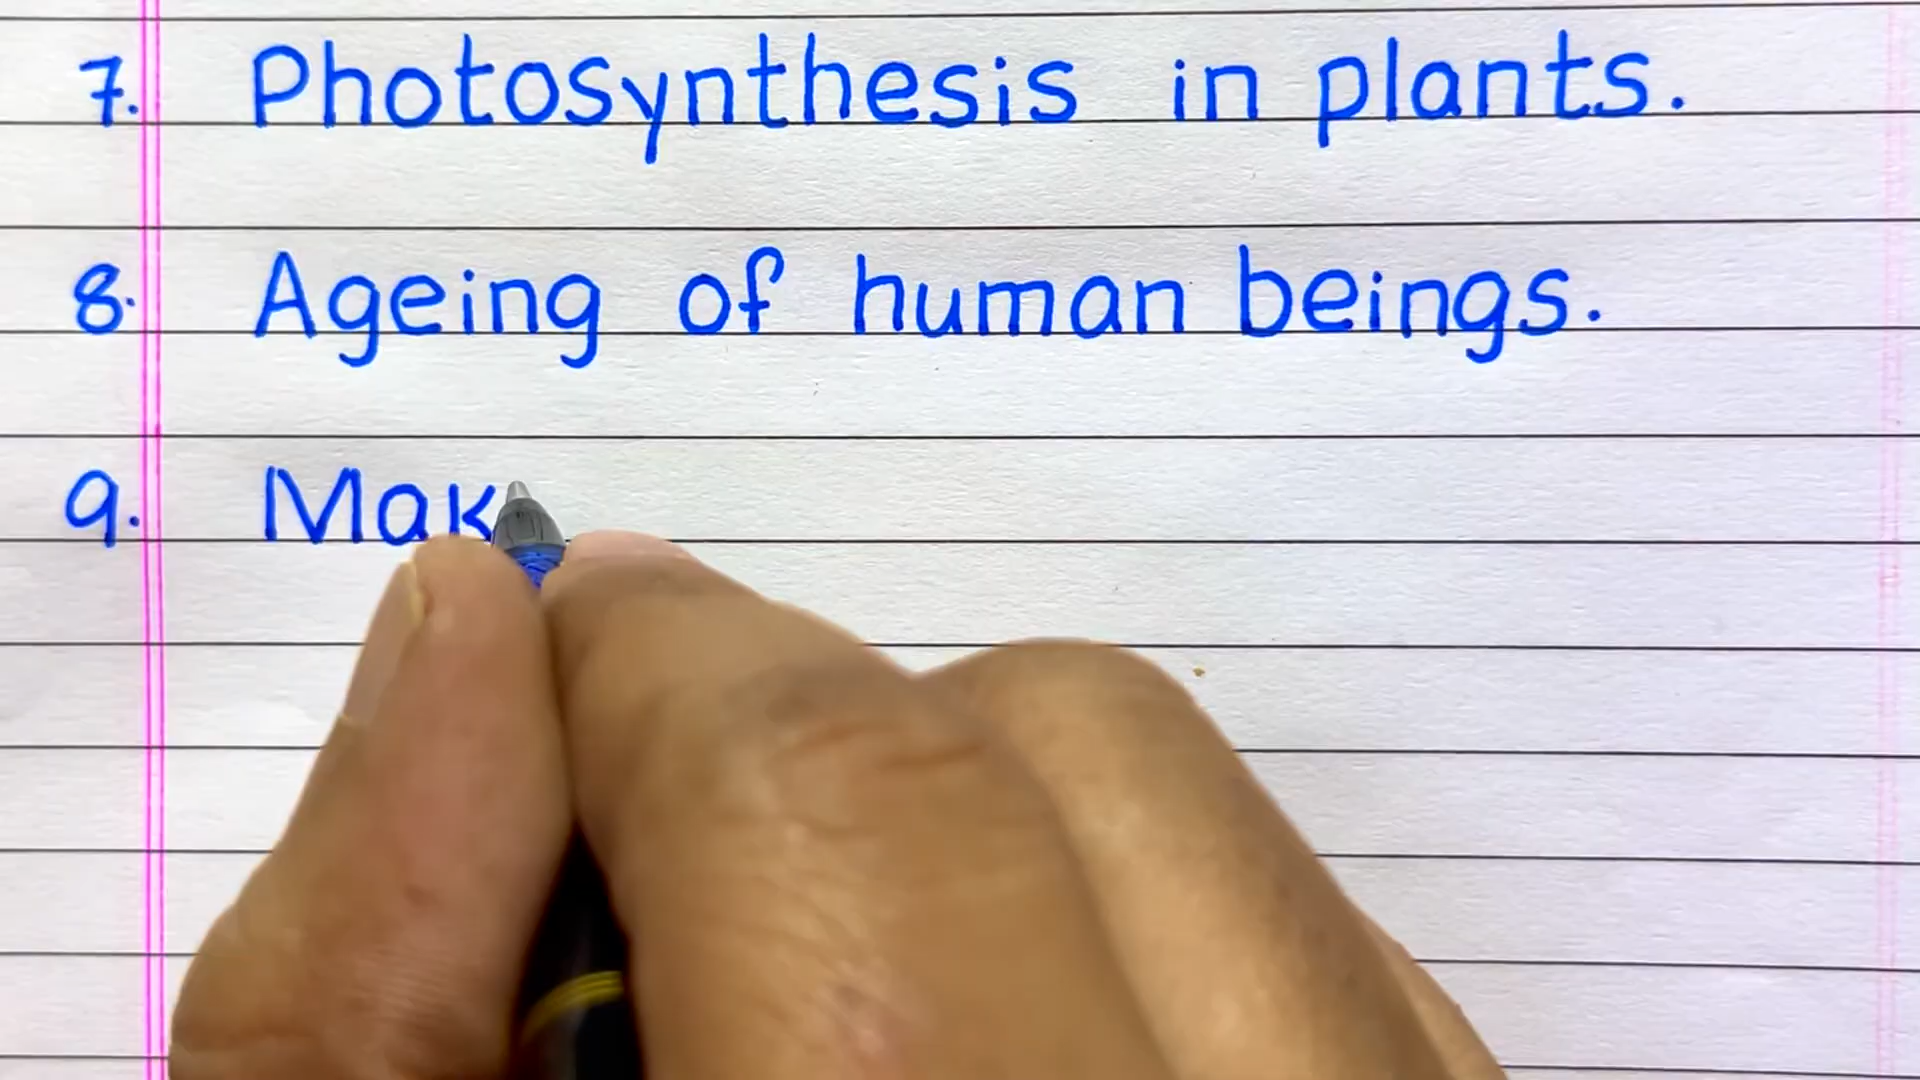 7. Photosynthesis in plants.
8. Ageing of human beings.
9. Mak